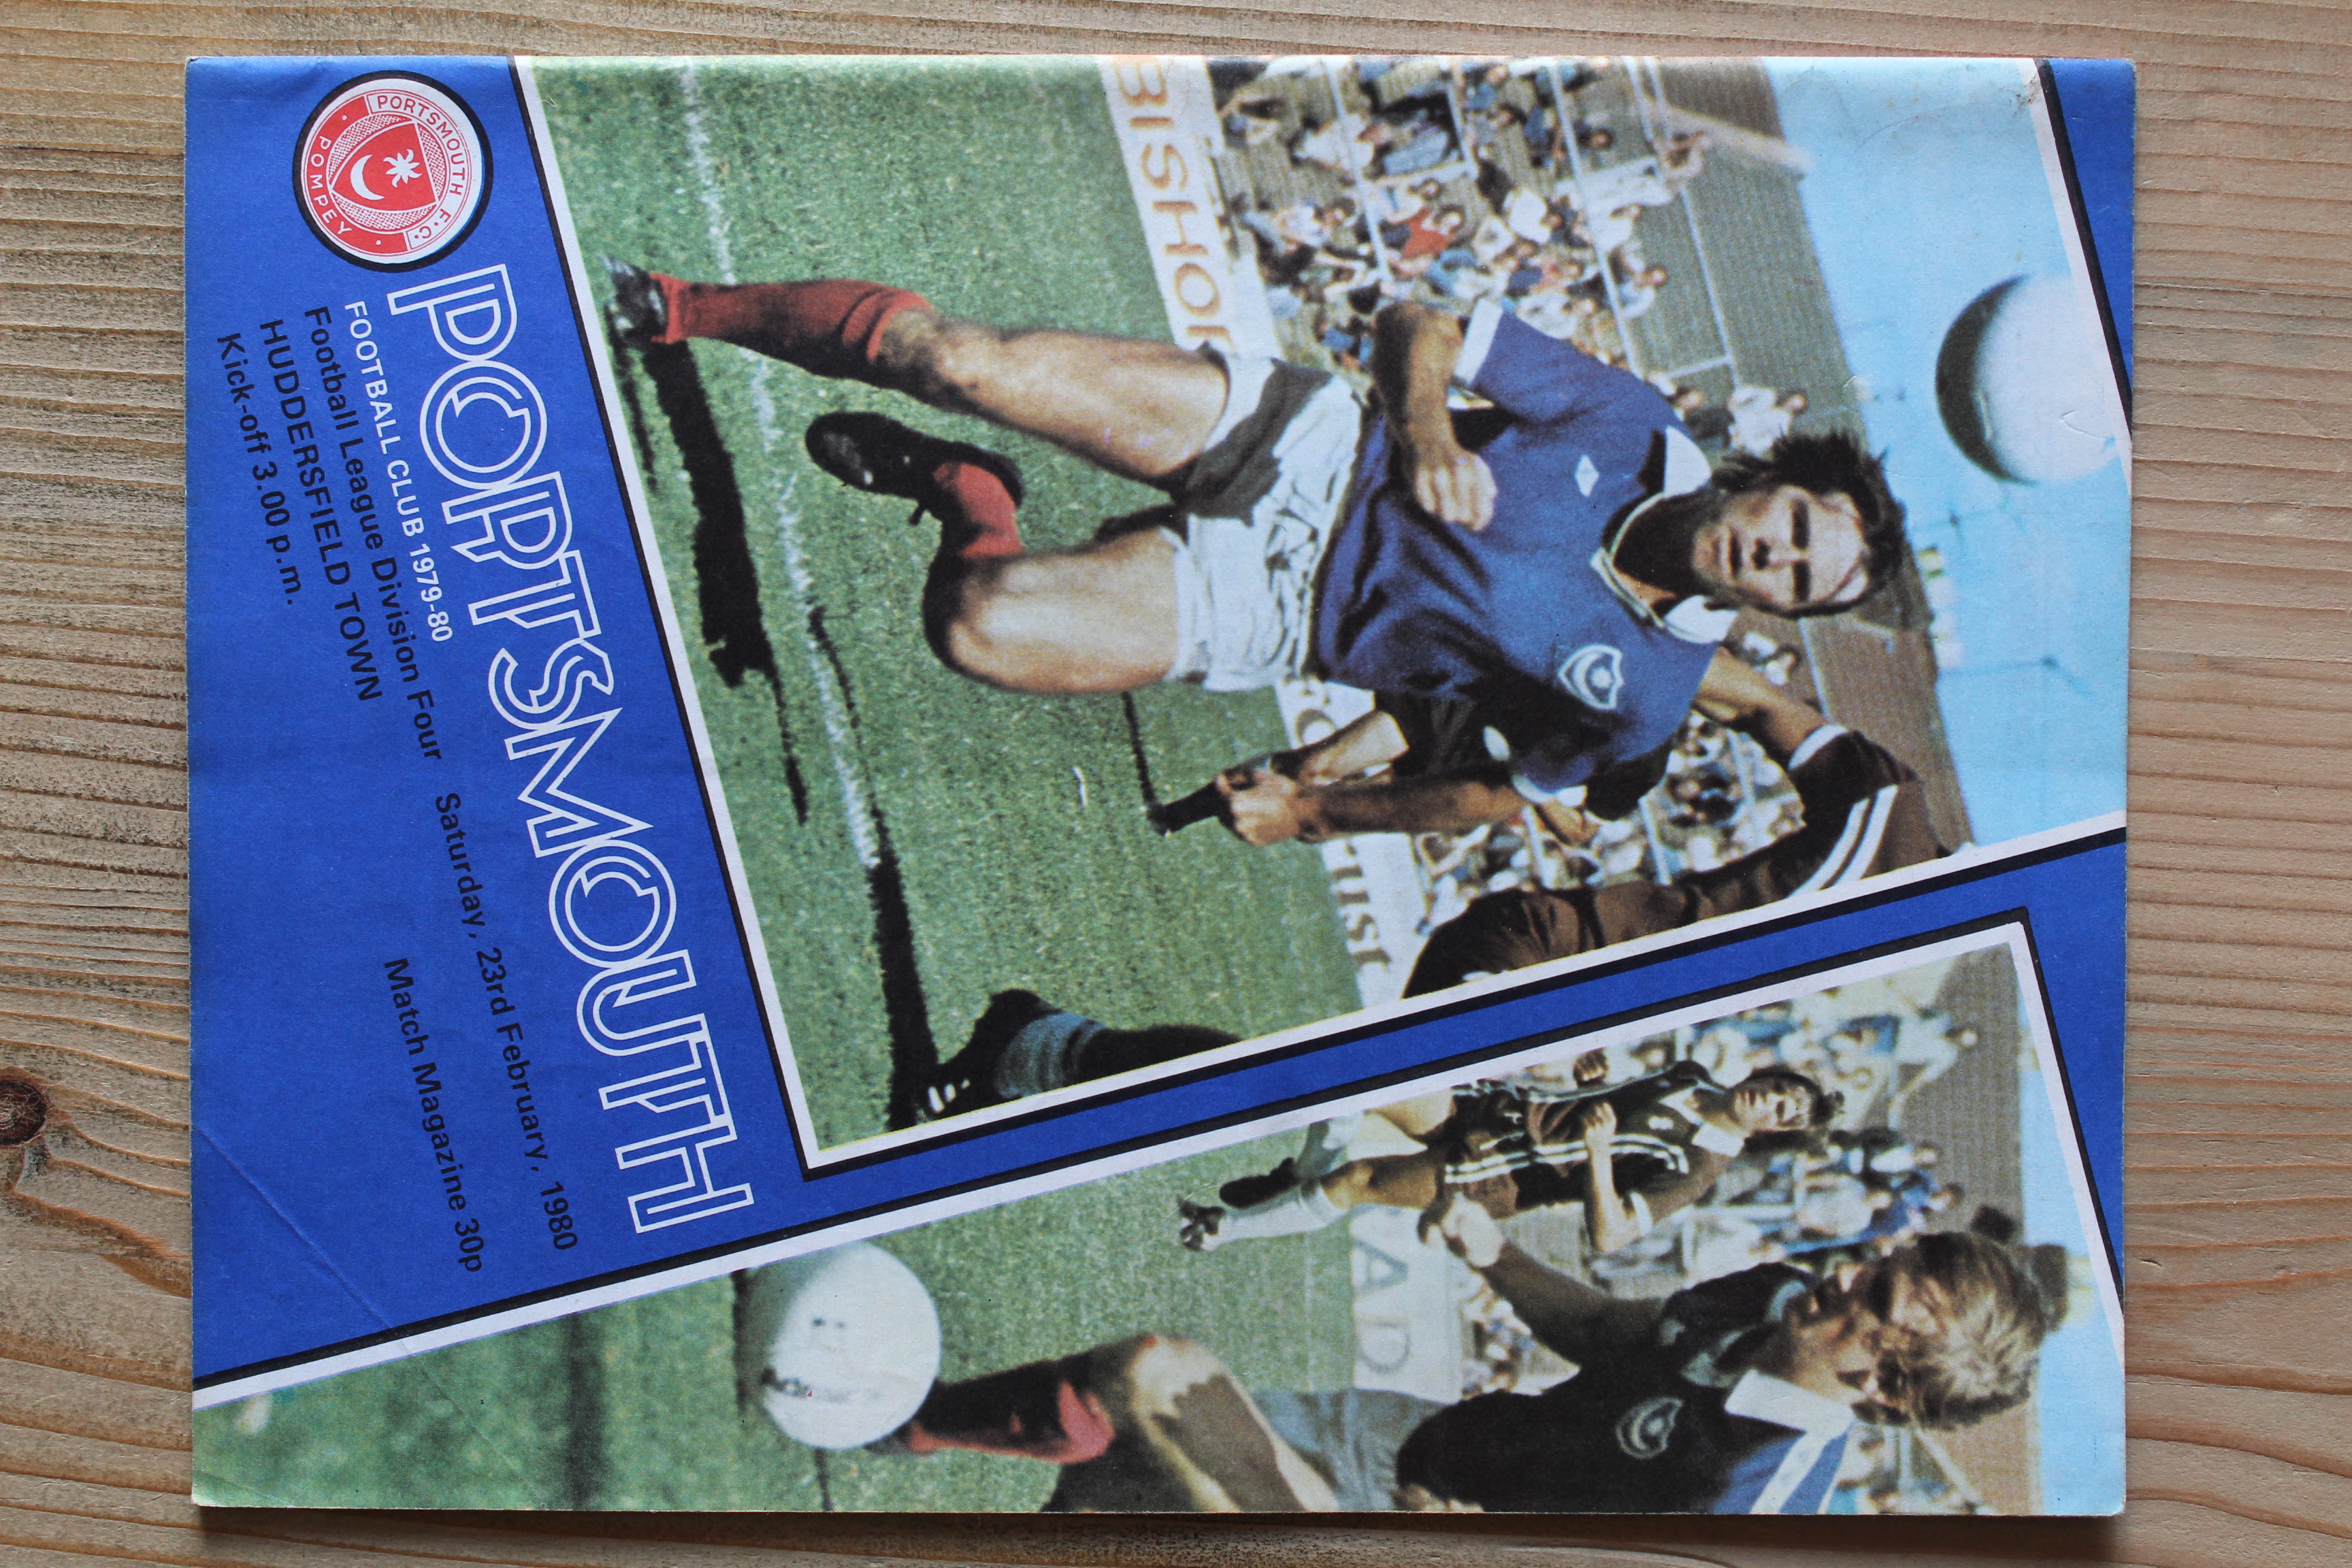 PORTSMOUTH F.C.
POMPEY
PORTSMOUTH
FOOTBALL CLUB 1979-80
Football League Division Four Saturday, 23rd February, 1980
HUDDERSFIELD TOWN
Kick-off 3.00 p.m. Match Magazine 30p
BISHOP
AD